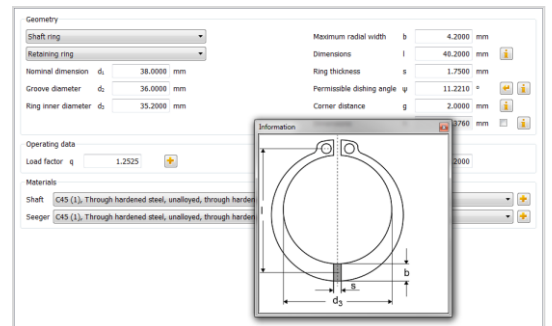 Geometry
Shaft ring
Maximum radial width b 4.2000 mm
Retaining ring
Dimensions l 40.2000 mm
Nominal dimension d₁ 38.0000 mm
Ring thickness s 1.7500 mm
Groove diameter d₂ 36.0000 mm
Permissible dishing angle ψ 11.2210 °
Ring inner diameter d₃ 35.2000 mm
Corner distance g 2.0000 mm
3760 mm
Information
Operating data
Load factor q 1.2525
2000
Materials
Shaft C45 (1), Through hardened steel, unalloyed, through harden
Seeger C45 (1), Through hardened steel, unalloyed, through harden
l
b
s
d₃